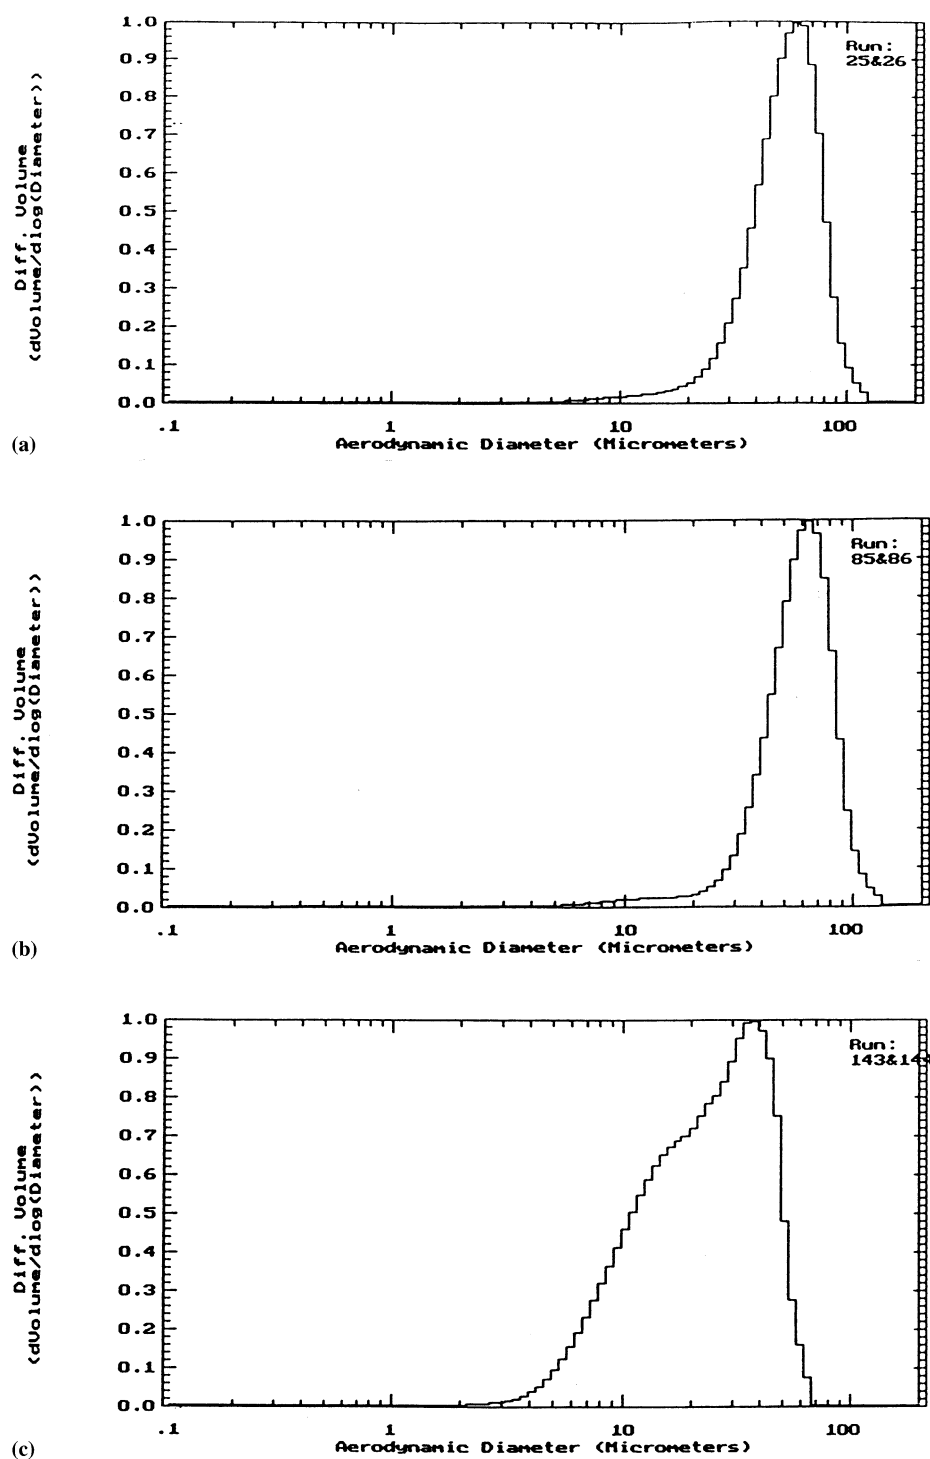 1.0
0.9
0.8
0.7
0.6
0.5
0.4
0.3
0.2
0.1
0.0
Diff. Volume
(dVolume/dlog(Diameter))
Run:
25&26
.1 1 10 100
Aerodynamic Diameter (Micrometers)
(a)
1.0
0.9
0.8
0.7
0.6
0.5
0.4
0.3
0.2
0.1
0.0
Diff. Volume
(dVolume/dlog(Diameter))
Run:
85&86
.1 1 10 100
Aerodynamic Diameter (Micrometers)
(b)
1.0
0.9
0.8
0.7
0.6
0.5
0.4
0.3
0.2
0.1
0.0
Diff. Volume
(dVolume/dlog(Diameter))
Run:
143&144
.1 1 10 100
Aerodynamic Diameter (Micrometers)
(c)